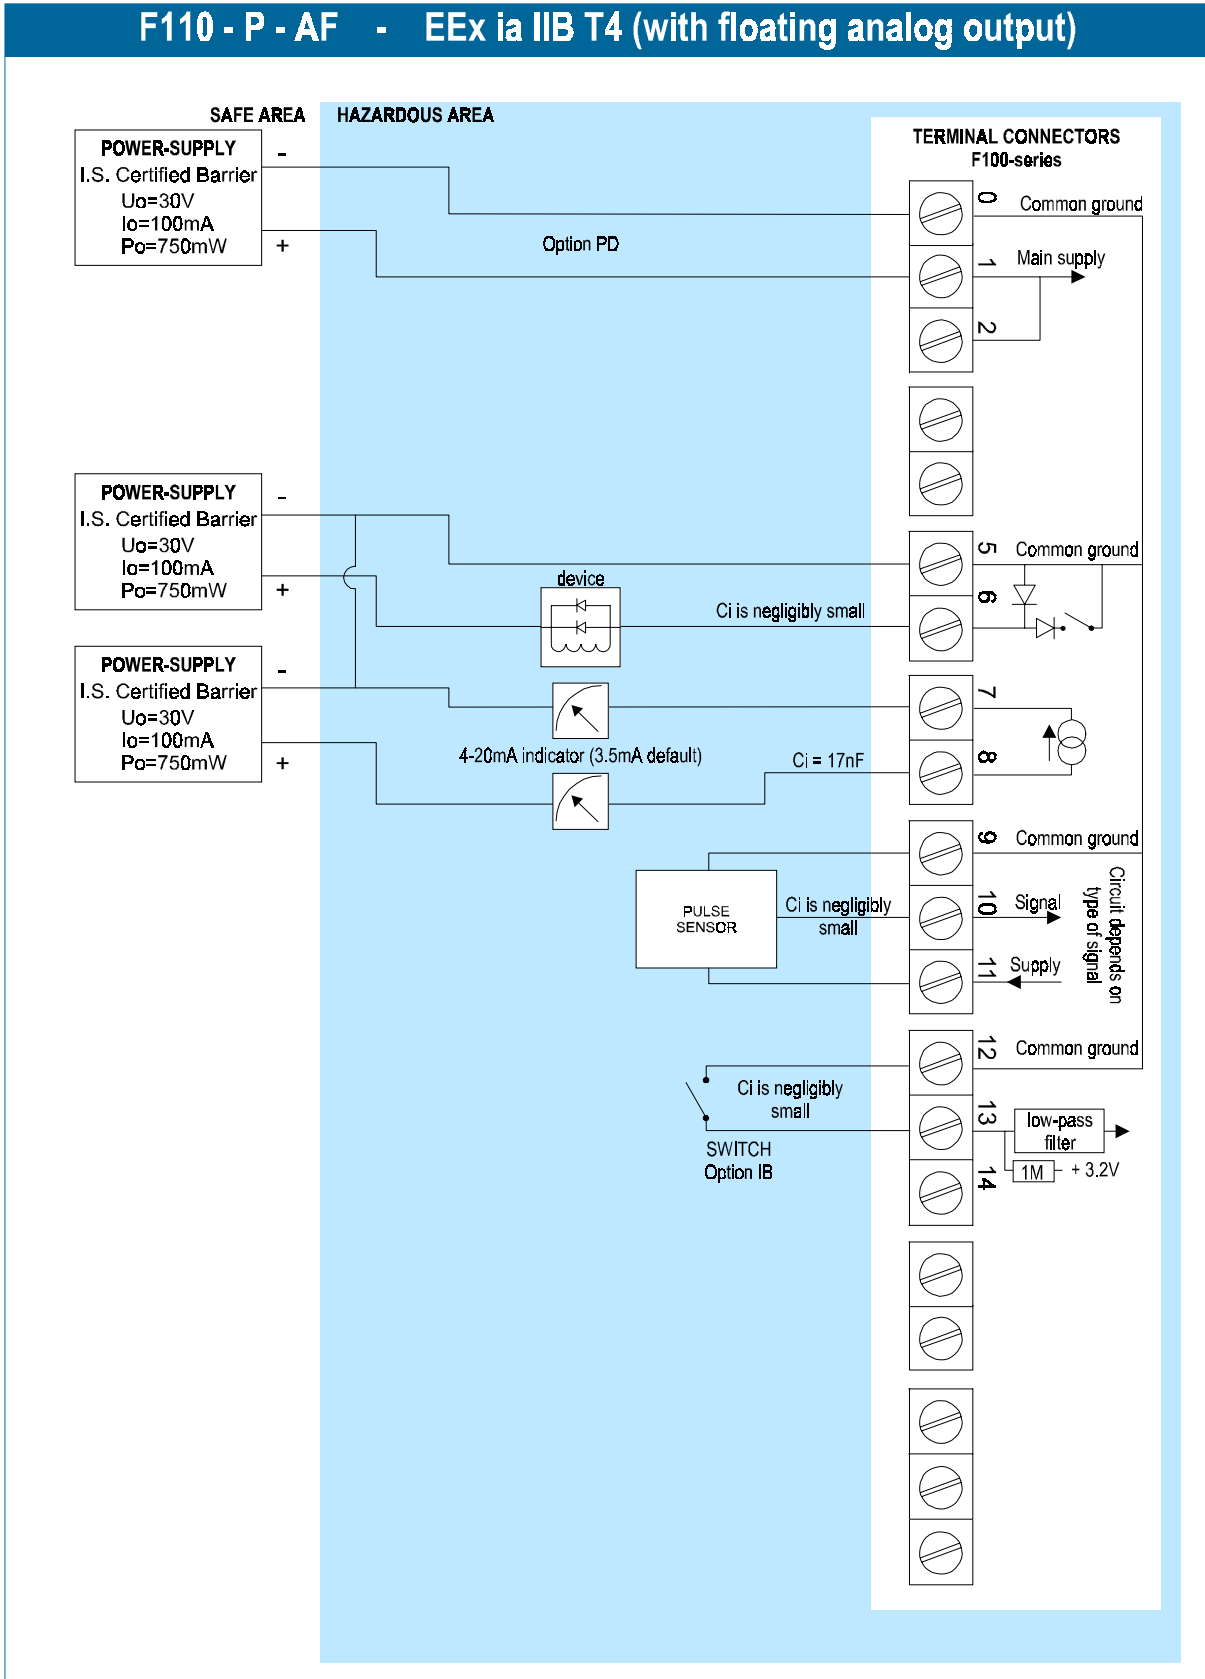 F110 - P - AF - EEx ia IIB T4 (with floating analog output)
SAFE AREA
HAZARDOUS AREA
TERMINAL CONNECTORS
F100-series
POWER-SUPPLY
I.S. Certified Barrier
Uo=30V
Io=100mA
Po=750mW
-
+
Option PD
0
Common ground
1
Main supply
2
POWER-SUPPLY
I.S. Certified Barrier
Uo=30V
Io=100mA
Po=750mW
-
+
device
Ci is negligibly small
5
Common ground
6
POWER-SUPPLY
I.S. Certified Barrier
Uo=30V
Io=100mA
Po=750mW
-
+
4-20mA indicator (3.5mA default)
Ci = 17nF
7
8
PULSE
SENSOR
Ci is negligibly
small
9
Common ground
10
Signal
11
Supply
Circuit depends on
type of signal
12
Common ground
Ci is negligibly
small
SWITCH
Option IB
13
low-pass
filter
14
1M
+ 3.2V